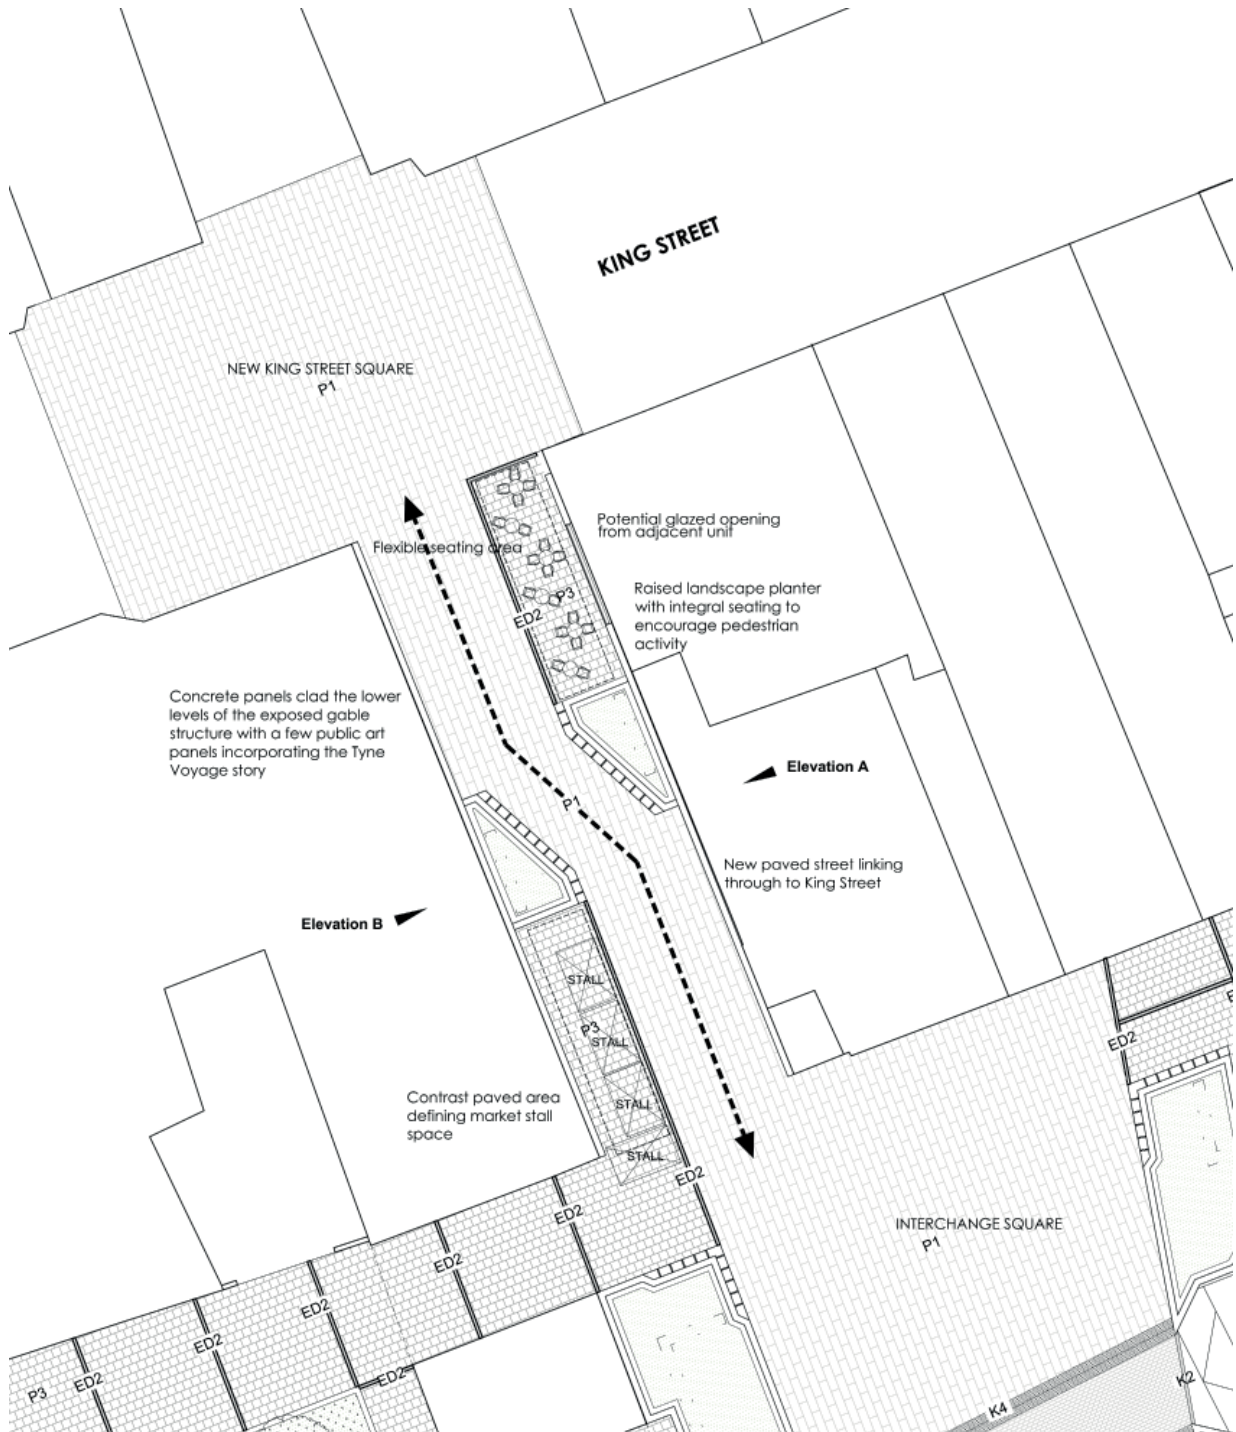 KING STREET
NEW KING STREET SQUARE
P1
Potential glazed opening
from adjacent unit
Flexible seating area
P3
ED2
Raised landscape planter
with integral seating to
encourage pedestrian
activity
Concrete panels clad the lower
levels of the exposed gable
structure with a few public art
panels incorporating the Tyne
Voyage story
Elevation A
P1
New paved street linking
through to King Street
Elevation B
STALL
P3
STALL
ED2
Contrast paved area
defining market stall
space
STALL
STALL
ED2
ED2
INTERCHANGE SQUARE
P1
ED2
ED2
ED2
ED2
ED2
P3
K2
K4